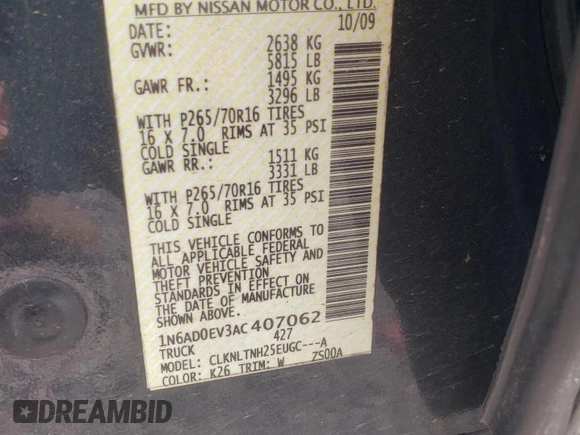 MFD BY NISSAN MOTOR CO., LTD.
DATE: 10/09
GVWR: 2638 KG
5815 LB
GAWR FR.: 1495 KG
3296 LB
WITH P265/70R16 TIRES
16 X 7.0 RIMS AT 35 PSI
COLD SINGLE
GAWR RR.: 1511 KG
3331 LB
WITH P265/70R16 TIRES
16 X 7.0 RIMS AT 35 PSI
COLD SINGLE
THIS VEHICLE CONFORMS TO
ALL APPLICABLE FEDERAL
MOTOR VEHICLE SAFETY AND
THEFT PREVENTION
STANDARDS IN EFFECT ON
THE DATE OF MANUFACTURE
SHOWN ABOVE.
1N6AD0EV3AC407062
TRUCK 427
MODEL: CLKNLTNH25EUGC---A
COLOR: K26 TRIM: W ZS00A
DREAMBID